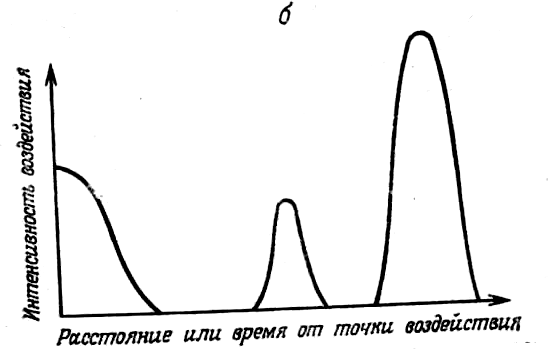 б
Интенсивность воздействия
Расстояние или время от точки воздействия